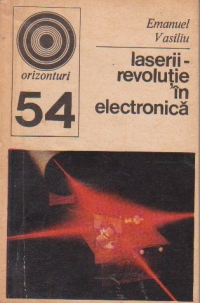 Emanuel
Vasiliu
orizonturi
54
laserii-
revoluție
în
electronică